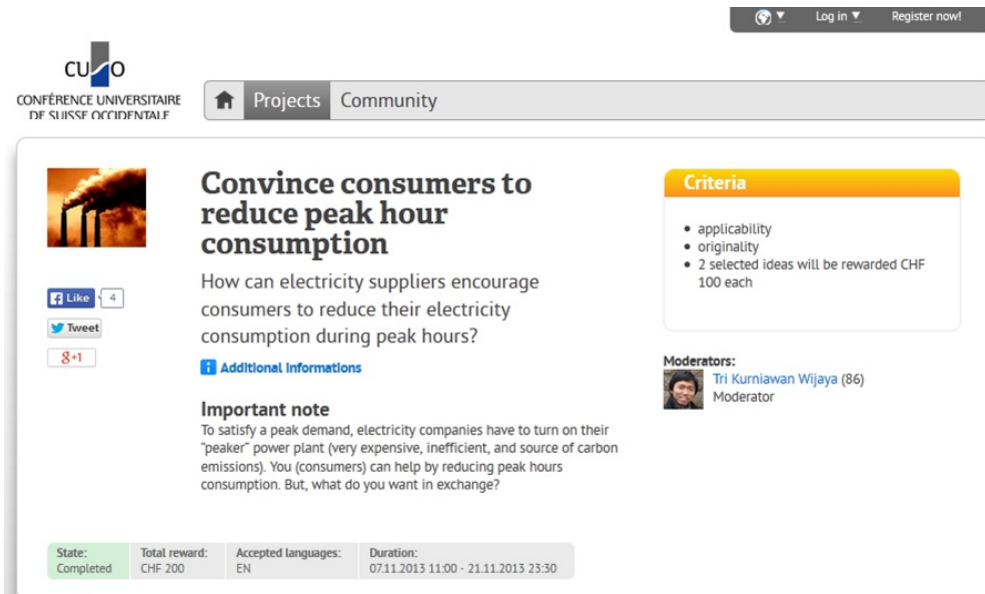 Log in ▼ Register now!
CUSO
CONFÉRENCE UNIVERSITAIRE
DE SUISSE OCCIDENTALE
Projects Community
Convince consumers to
reduce peak hour
consumption
How can electricity suppliers encourage
consumers to reduce their electricity
consumption during peak hours?
Additional Informations
Like 4
Tweet
g+1
Important note
To satisfy a peak demand, electricity companies have to turn on their
"peaker" power plant (very expensive, inefficient, and source of carbon
emissions). You (consumers) can help by reducing peak hours
consumption. But, what do you want in exchange?
Criteria
• applicability
• originality
• 2 selected ideas will be rewarded CHF
100 each
Moderators:
Tri Kurniawan Wijaya (86)
Moderator
State: Total reward: Accepted languages: Duration:
Completed CHF 200 EN 07.11.2013 11:00 - 21.11.2013 23:30